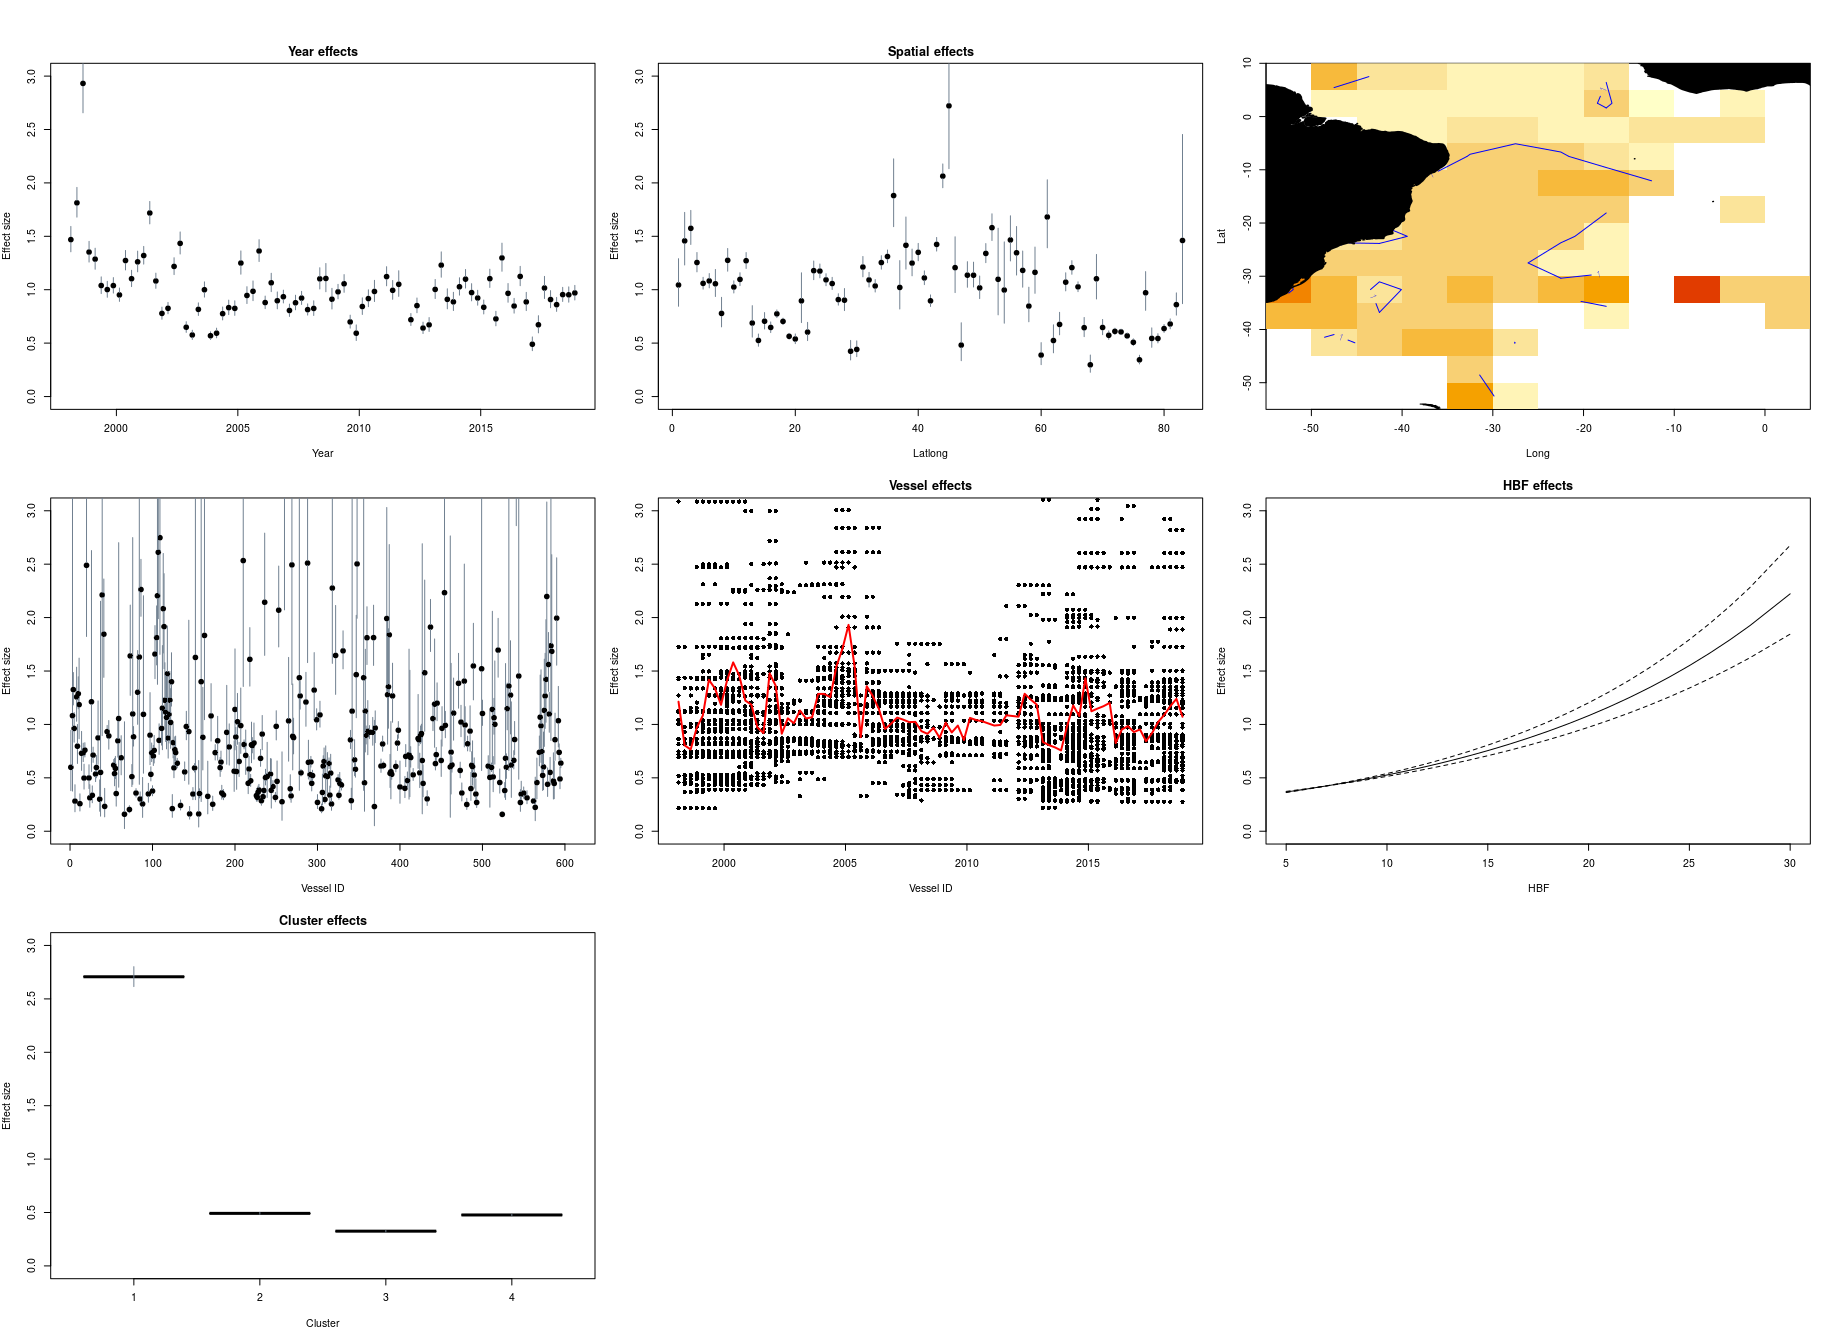 Year effects
3.0
2.5
2.0
1.5
1.0
0.5
0.0
Effect size
2000 2005 2010 2015
Year
Spatial effects
3.0
2.5
2.0
1.5
1.0
0.5
0.0
Effect size
0 20 40 60 80
Latlong
10
0
-10
-20
-30
-40
-50
Lat
-50 -40 -30 -20 -10 0
Long
3.0
2.5
2.0
1.5
1.0
0.5
0.0
Effect size
0 100 200 300 400 500 600
Vessel ID
Vessel effects
3.0
2.5
2.0
1.5
1.0
0.5
0.0
Effect size
2000 2005 2010 2015
Vessel ID
HBF effects
3.0
2.5
2.0
1.5
1.0
0.5
0.0
Effect size
5 10 15 20 25 30
HBF
Cluster effects
3.0
2.5
2.0
1.5
1.0
0.5
0.0
Effect size
1 2 3 4
Cluster